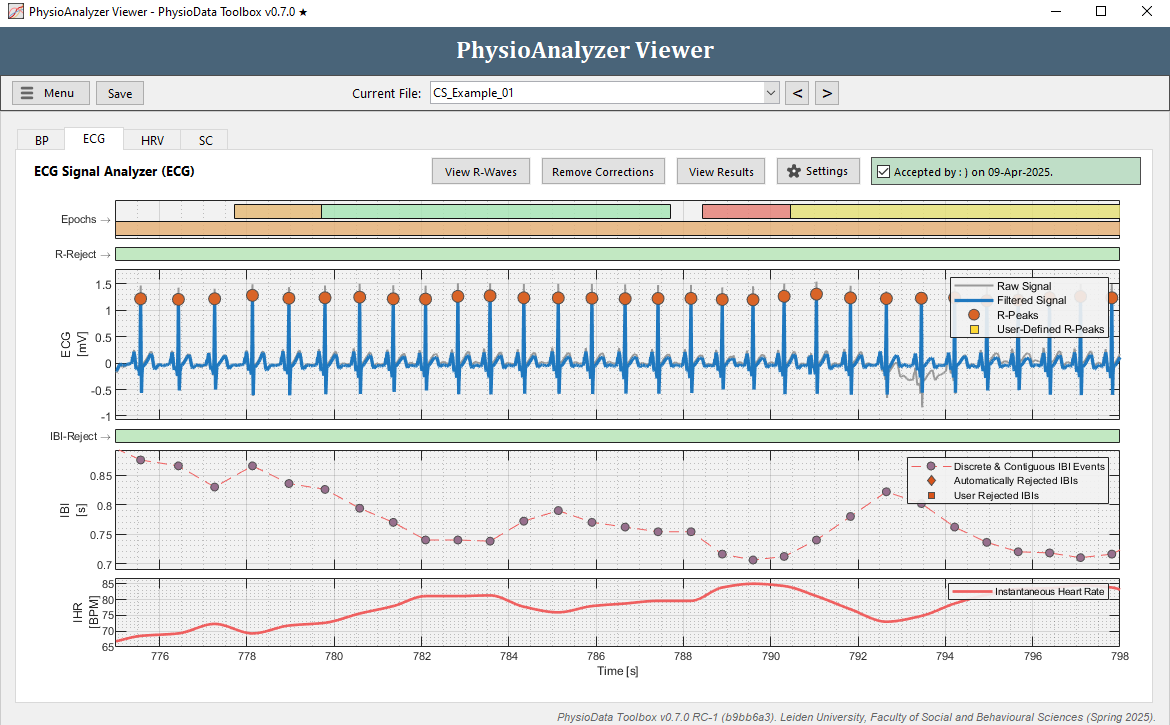 PhysioAnalyzer Viewer - PhysioData Toolbox v0.7.0 ★
PhysioAnalyzer Viewer
Menu
Save
Current File:
CS_Example_01
<
>
BP
ECG
HRV
SC
ECG Signal Analyzer (ECG)
View R-Waves
Remove Corrections
View Results
Settings
Accepted by : ) on 09-Apr-2025.
Epochs →
R-Reject →
1.5
1
0.5
0
-0.5
-1
ECG
[mV]
Raw Signal
Filtered Signal
R-Peaks
User-Defined R-Peaks
IBI-Reject →
0.85
0.8
0.75
0.7
IBI
[s]
Discrete & Contiguous IBI Events
Automatically Rejected IBIs
User Rejected IBIs
85
80
75
70
65
IHR
[BPM]
Instantaneous Heart Rate
776
778
780
782
784
786
788
790
792
794
796
798
Time [s]
PhysioData Toolbox v0.7.0 RC-1 (b9bb6a3). Leiden University, Faculty of Social and Behavioural Sciences (Spring 2025).